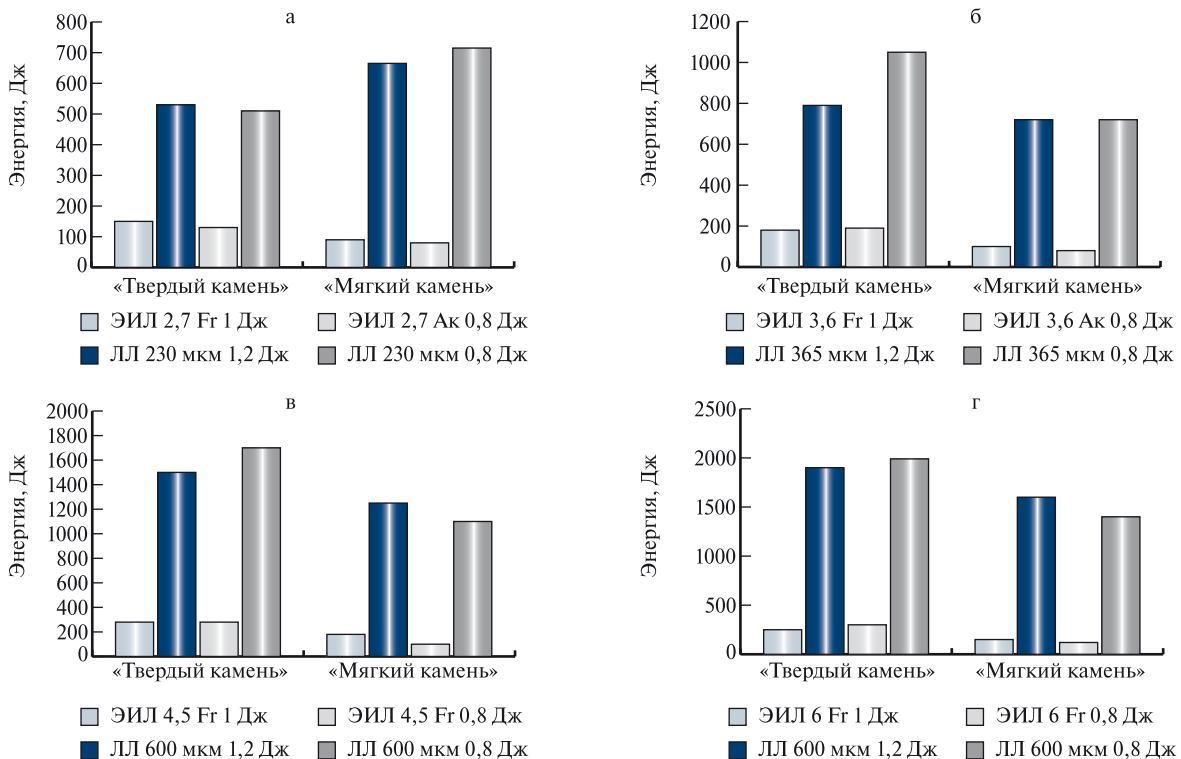 а
Энергия, Дж
800
700
600
500
400
300
200
100
0
«Твердый камень» «Мягкий камень»
ЭИЛ 2,7 Fr 1 Дж ЭИЛ 2,7 Ак 0,8 Дж
ЛЛ 230 мкм 1,2 Дж ЛЛ 230 мкм 0,8 Дж
б
Энергия, Дж
1200
1000
800
600
400
200
0
«Твердый камень» «Мягкий камень»
ЭИЛ 3,6 Fr 1 Дж ЭИЛ 3,6 Ак 0,8 Дж
ЛЛ 365 мкм 1,2 Дж ЛЛ 365 мкм 0,8 Дж
в
Энергия, Дж
2000
1800
1600
1400
1200
1000
800
600
400
200
0
«Твердый камень» «Мягкий камень»
ЭИЛ 4,5 Fr 1 Дж ЭИЛ 4,5 Fr 0,8 Дж
ЛЛ 600 мкм 1,2 Дж ЛЛ 600 мкм 0,8 Дж
г
Энергия, Дж
2500
2000
1500
1000
500
0
«Твердый камень» «Мягкий камень»
ЭИЛ 6 Fr 1 Дж ЭИЛ 6 Fr 0,8 Дж
ЛЛ 600 мкм 1,2 Дж ЛЛ 600 мкм 0,8 Дж